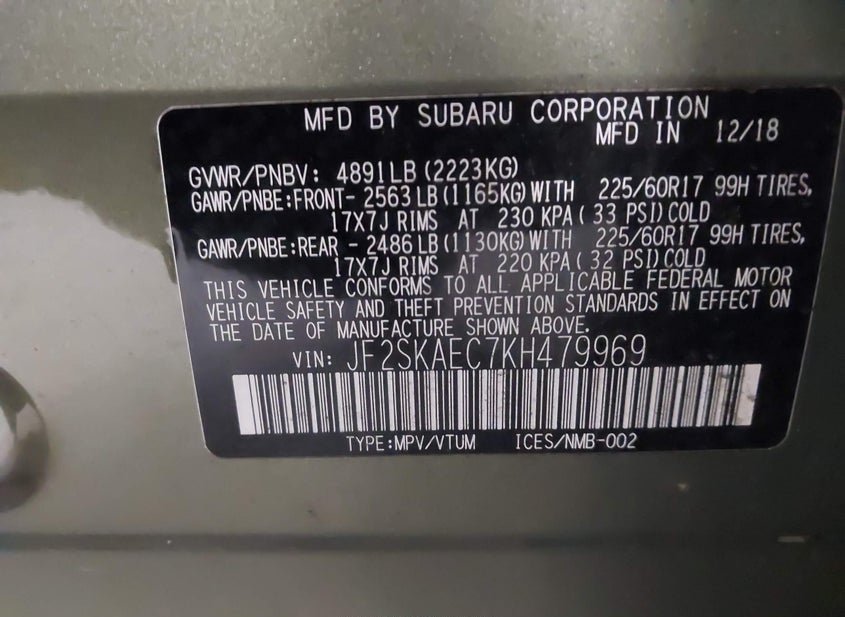 MFD BY SUBARU CORPORATION
MFD IN 12/18
GVWR/PNBV: 4891LB (2223KG)
GAWR/PNBE:FRONT- 2563LB(1165KG)WITH 225/60R17 99H TIRES,
17X7J RIMS AT 230 KPA( 33 PSI)COLD
GAWR/PNBE:REAR - 2486LB(1130KG)WITH 225/60R17 99H TIRES,
17X7J RIMS AT 220 KPA( 32 PSI)COLD
THIS VEHICLE CONFORMS TO ALL APPLICABLE FEDERAL MOTOR
VEHICLE SAFETY AND THEFT PREVENTION STANDARDS IN EFFECT ON
THE DATE OF MANUFACTURE SHOWN ABOVE.
VIN: JF2SKAEC7KH479969
TYPE:MPV/VTUM ICES/NMB-002